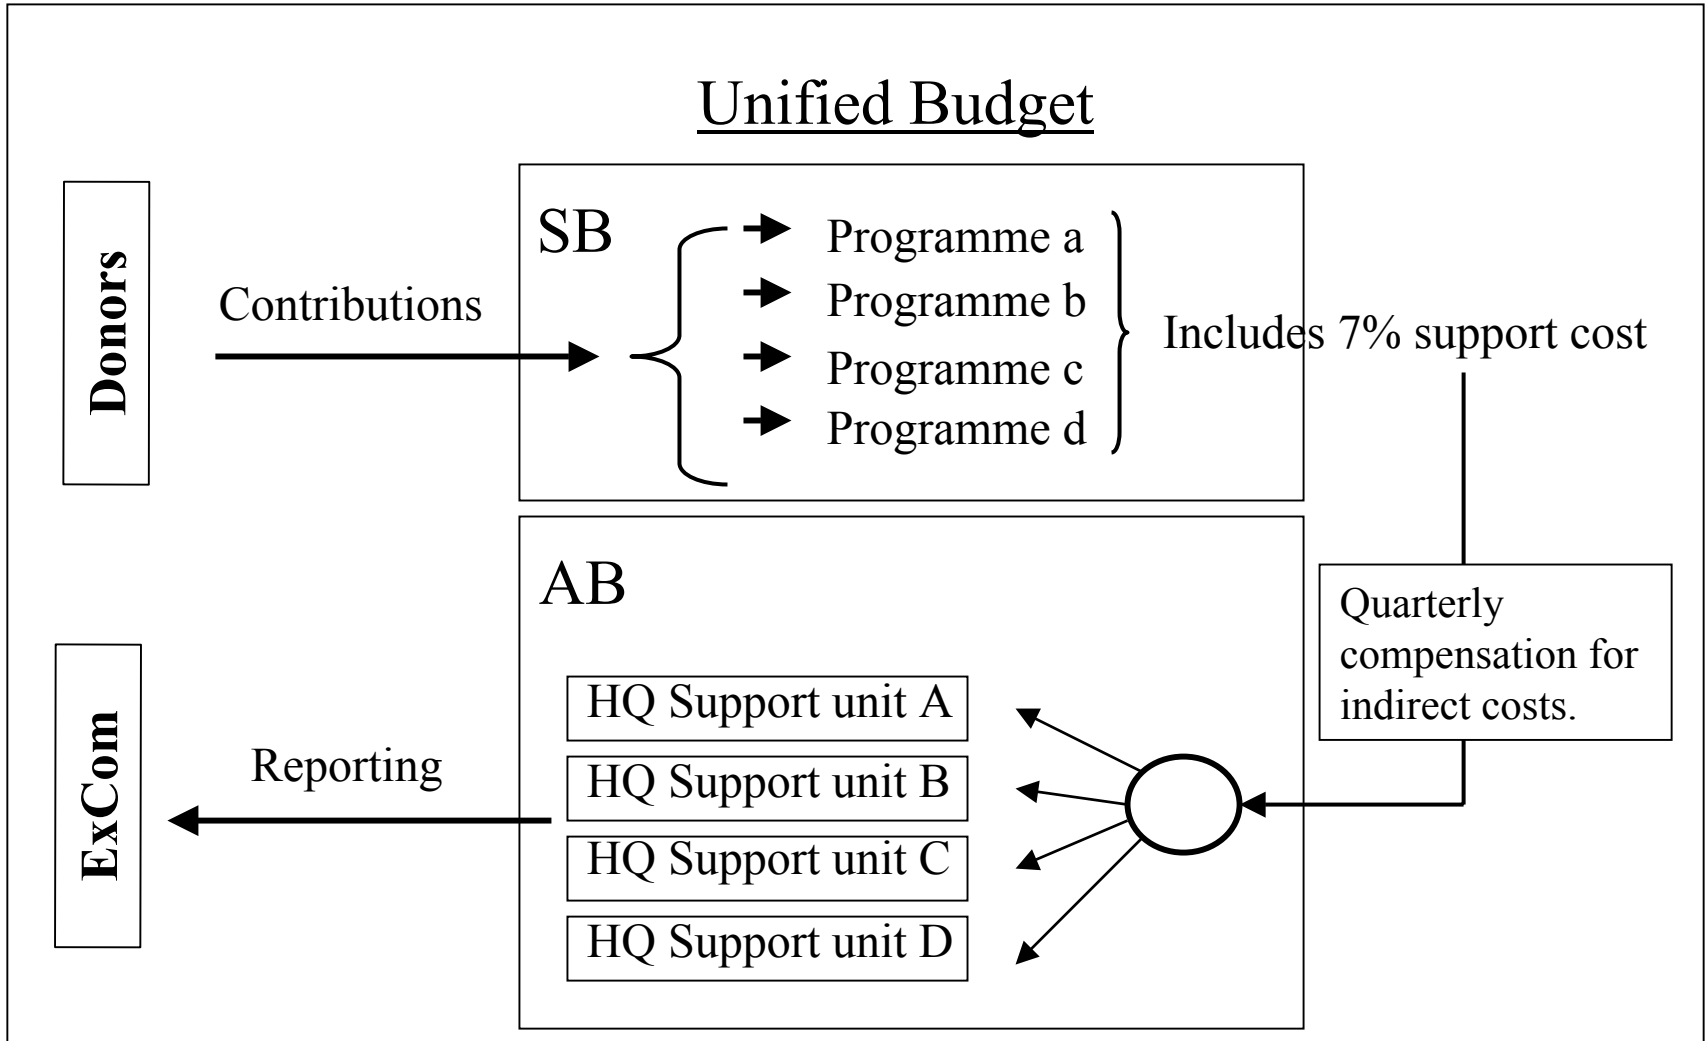 Unified Budget
Donors
Contributions
SB
Programme a
Programme b
Programme c
Programme d
Includes 7% support cost
AB
Quarterly
compensation for
indirect costs.
HQ Support unit A
HQ Support unit B
HQ Support unit C
HQ Support unit D
Reporting
ExCom